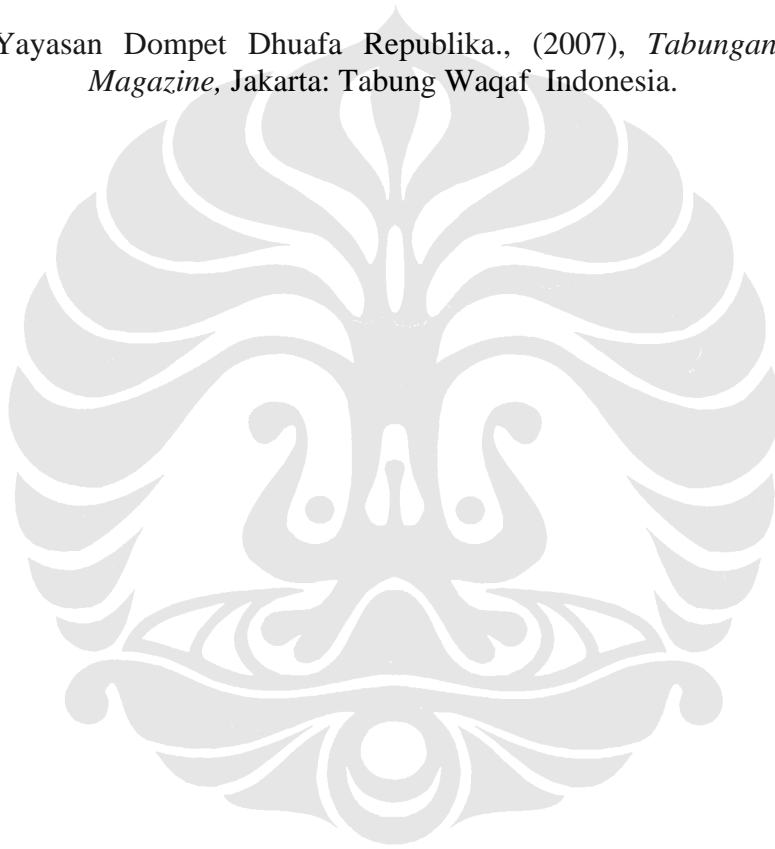 Yayasan Dompet Dhuafa Republika., (2007), Tabungan
Magazine, Jakarta: Tabung Waqaf Indonesia.